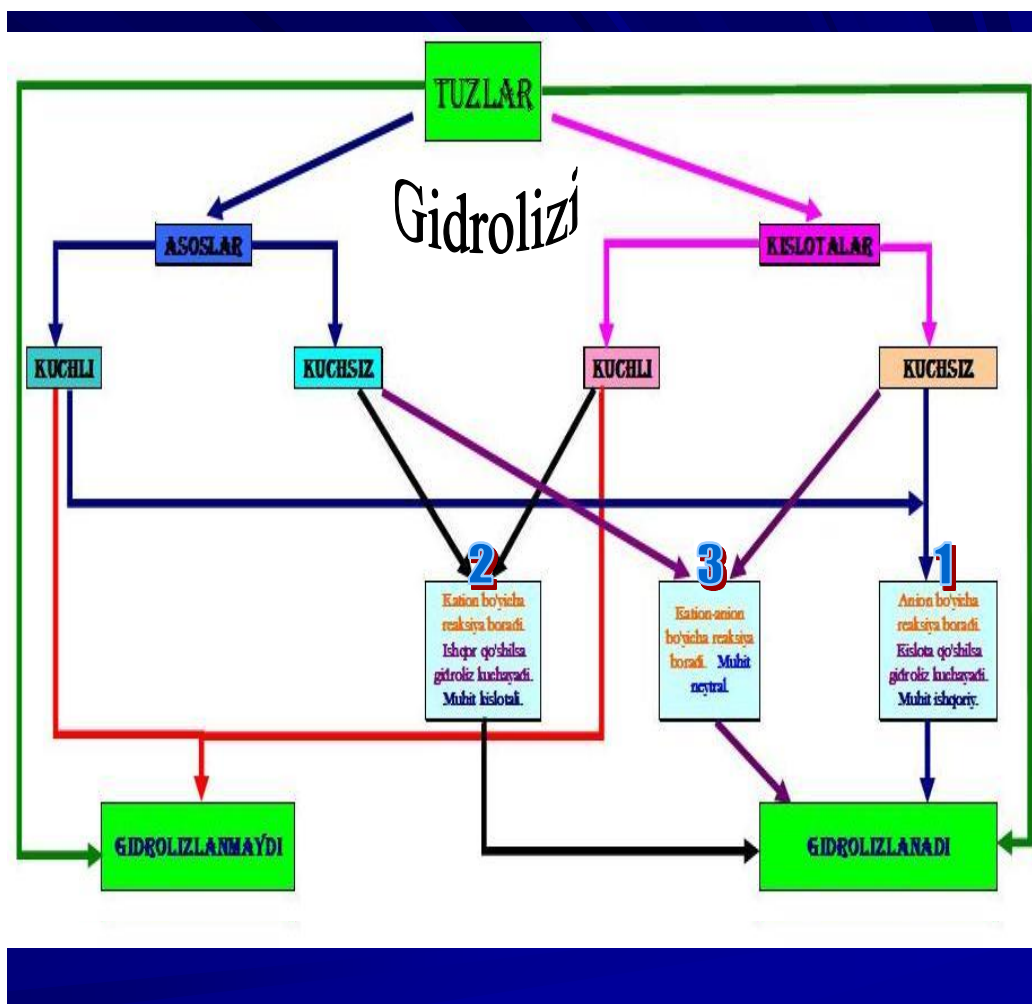 TUZLAR
Gidrolizi
ASOSLAR
KISLOTALAR
KUCHLI
KUCHSIZ
KUCHLI
KUCHSIZ
2
Kation bo'yicha
reaksiya boradi.
Ishqor qo'shilsa
gidroliz kuchayadi.
Muhit kislotali.
3
Kation-anion
bo'yicha reaksiya
boradi. Muhit
neytral.
1
Anion bo'yicha
reaksiya boradi.
Kislota qo'shilsa
gidroliz kuchayadi.
Muhit ishqoriy.
GIDROLIZLANMAYDI
GIDROLIZLANADI